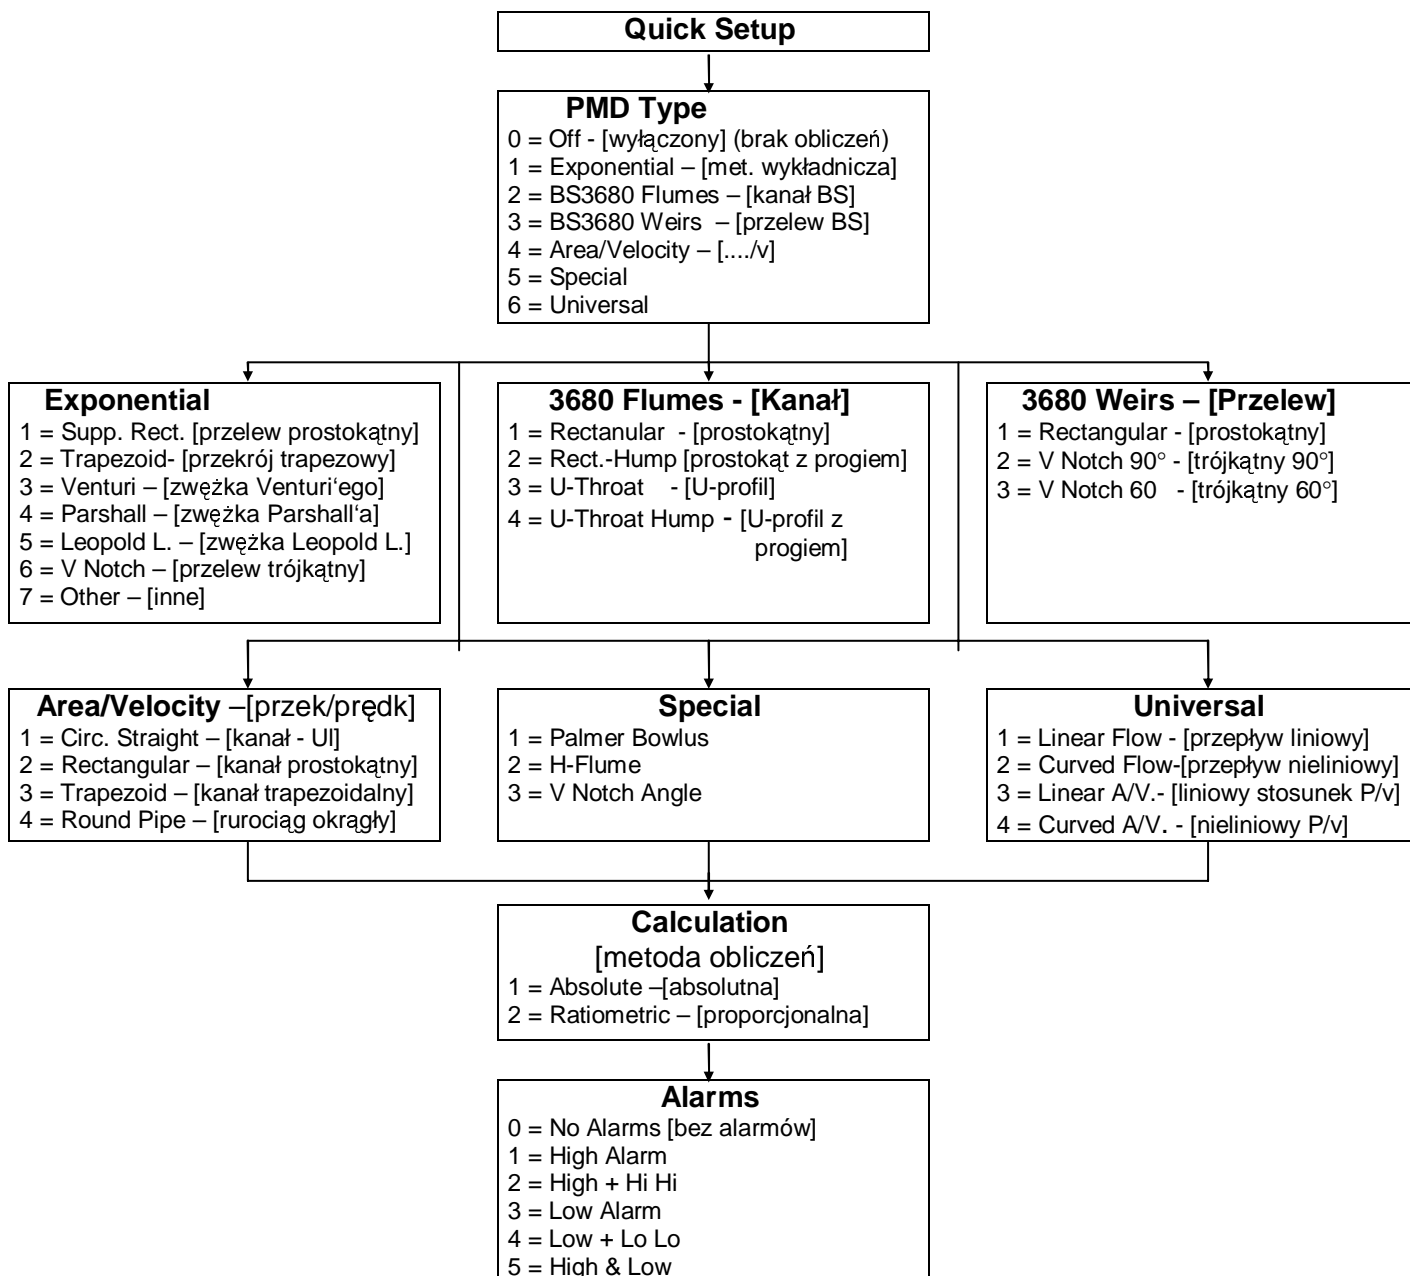 Quick Setup
PMD Type
0 = Off - [wyłączony] (brak obliczeń)
1 = Exponential – [met. wykładnicza]
2 = BS3680 Flumes – [kanał BS]
3 = BS3680 Weirs – [przelew BS]
4 = Area/Velocity – [..../v]
5 = Special
6 = Universal
Exponential
1 = Supp. Rect. [przelew prostokątny]
2 = Trapezoid- [przekrój trapezowy]
3 = Venturi – [zwężka Venturi‘ego]
4 = Parshall – [zwężka Parshall‘a]
5 = Leopold L. – [zwężka Leopold L.]
6 = V Notch – [przelew trójkątny]
7 = Other – [inne]
3680 Flumes - [Kanał]
1 = Rectanular - [prostokątny]
2 = Rect.-Hump [prostokąt z progiem]
3 = U-Throat - [U-profil]
4 = U-Throat Hump - [U-profil z
progiem]
3680 Weirs – [Przelew]
1 = Rectangular - [prostokątny]
2 = V Notch 90° - [trójkątny 90°]
3 = V Notch 60 - [trójkątny 60°]
Area/Velocity –[przek/prędk]
1 = Circ. Straight – [kanał - Ul]
2 = Rectangular – [kanał prostokątny]
3 = Trapezoid – [kanał trapezoidalny]
4 = Round Pipe – [rurociąg okrągły]
Special
1 = Palmer Bowlus
2 = H-Flume
3 = V Notch Angle
Universal
1 = Linear Flow - [przepływ liniowy]
2 = Curved Flow-[przepływ nieliniowy]
3 = Linear A/V.- [liniowy stosunek P/v]
4 = Curved A/V. - [nieliniowy P/v]
Calculation
[metoda obliczeń]
1 = Absolute –[absolutna]
2 = Ratiometric – [proporcjonalna]
Alarms
0 = No Alarms [bez alarmów]
1 = High Alarm
2 = High + Hi Hi
3 = Low Alarm
4 = Low + Lo Lo
5 = High & Low